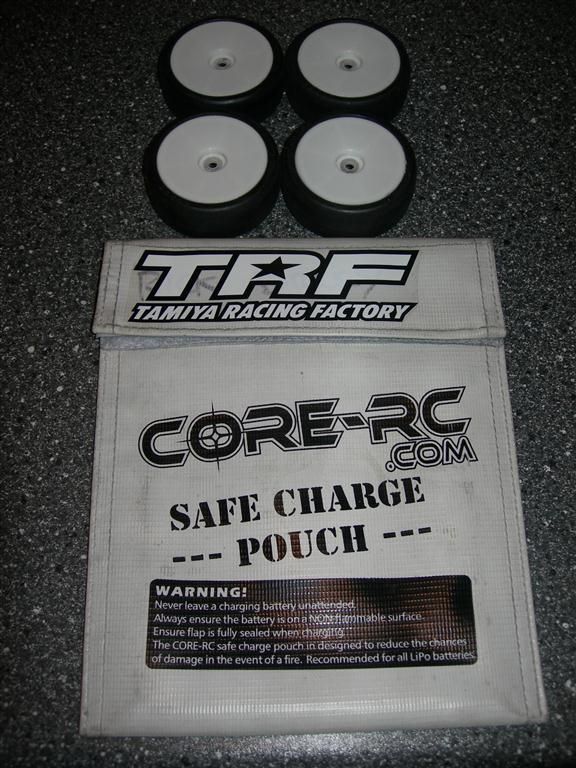 TRF
TAMIYA RACING FACTORY
CORE-RC
.COM
SAFE CHARGE
--- POUCH ---
WARNING!
Never leave a charging battery unattended.
Always ensure the battery is on a NON-flammable surface.
Ensure flap is fully sealed when charging.
The CORE-RC safe charge pouch in designed to reduce the chances
of damage in the event of a fire. Recommended for all LiPo batteries.